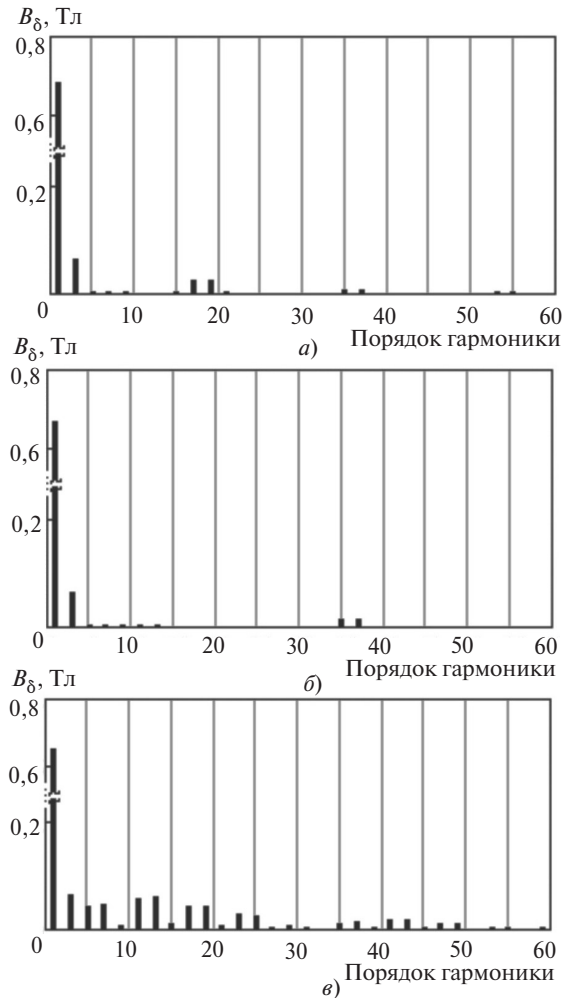 B_δ, Тл
0,8
0,6
0,2
0 10 20 30 40 50 60
а) Порядок гармоники
B_δ, Тл
0,8
0,6
0,2
0 10 20 30 40 50 60
б) Порядок гармоники
B_δ, Тл
0,8
0,6
0,2
0 10 20 30 40 50 60
в) Порядок гармоники